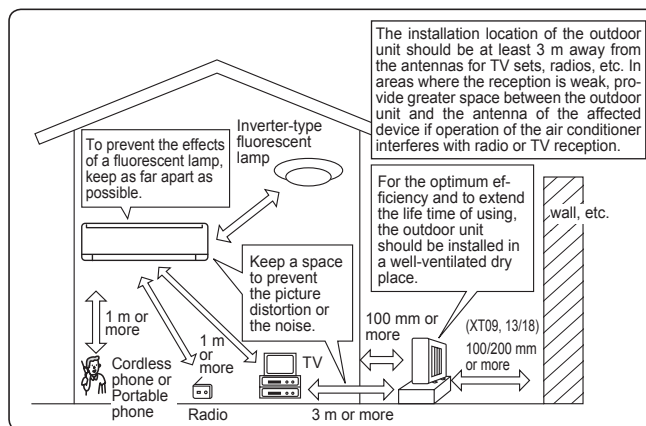 The installation location of the outdoor
unit should be at least 3 m away from
the antennas for TV sets, radios, etc. In
areas where the reception is weak, pro-
vide greater space between the outdoor
unit and the antenna of the affected
device if operation of the air conditioner
interferes with radio or TV reception.
To prevent the effects
of a fluorescent lamp,
keep as far apart as
possible.
Inverter-type
fluorescent
lamp
For the optimum ef-
ficiency and to extend
the life time of using,
the outdoor unit
should be installed in
a well-ventilated dry
place.
wall, etc.
Keep a space
to prevent
the picture
distortion or
the noise.
1 m or
more
1 m
or
more
100 mm or
more
(XT09, 13/18)
100/200 mm
or more
Cordless
phone or
Portable
phone
Radio
TV
3 m or more